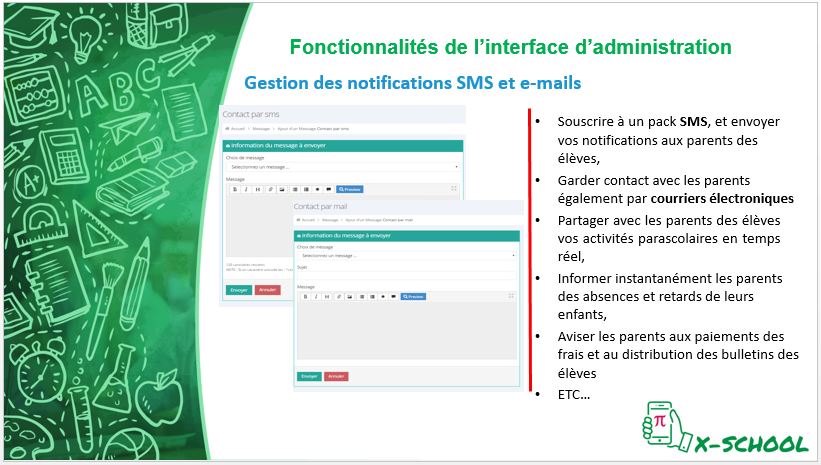 Fonctionnalités de l'interface d'administration
Gestion des notifications SMS et e-mails
Contact par sms
Accueil > Message > Ajout d'un Message Contact par sms
Information du message à envoyer
Choix de message
Selectionnez un message ...
Message
B I H Preview
Envoyer Annuler
Contact par mail
Accueil > Message > Ajout d'un Message Contact par mail
Information du message à envoyer
Choix de message
Selectionnez un message ...
Sujet
Message
B I H Preview
Envoyer Annuler
• Souscrire à un pack SMS, et envoyer
vos notifications aux parents des
élèves,
• Garder contact avec les parents
également par courriers électroniques
• Partager avec les parents des élèves
vos activités parascolaires en temps
réel,
• Informer instantanément les parents
des absences et retards de leurs
enfants,
• Aviser les parents aux paiements des
frais et au distribution des bulletins des
élèves
• ETC...
ABC
π
X-SCHOOL